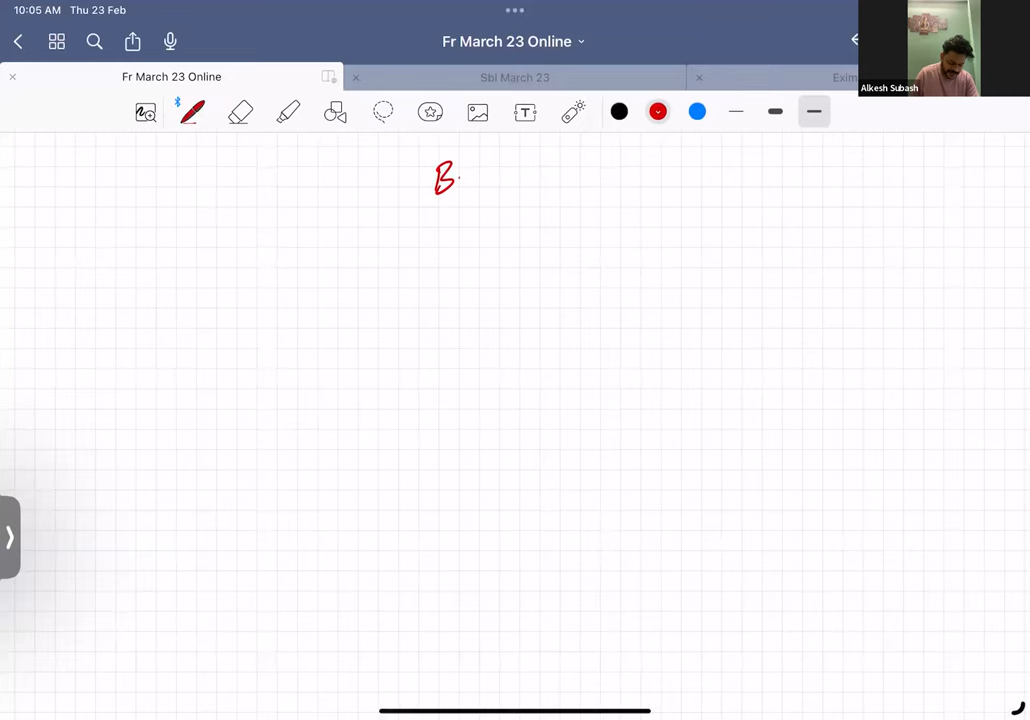 10:05 AM Thu 23 Feb
Fr March 23 Online
Alkesh Subash
Fr March 23 Online
Sbl March 23
Exim
T
B